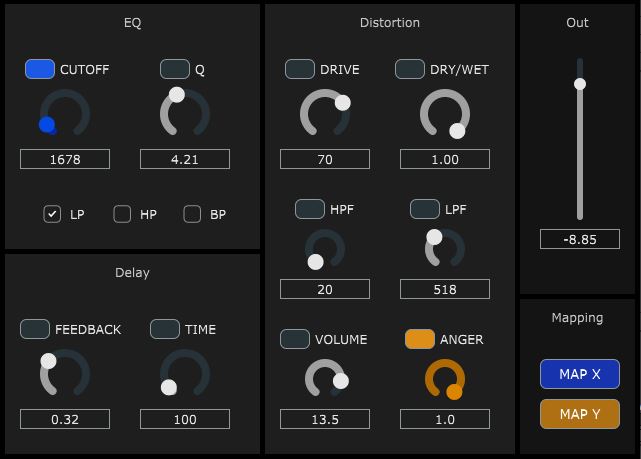 EQ
CUTOFF Q
1678 4.21
LP HP BP
Delay
FEEDBACK TIME
0.32 100
Distortion
DRIVE DRY/WET
70 1.00
HPF LPF
20 518
VOLUME ANGER
13.5 1.0
Out
-8.85
Mapping
MAP X
MAP Y